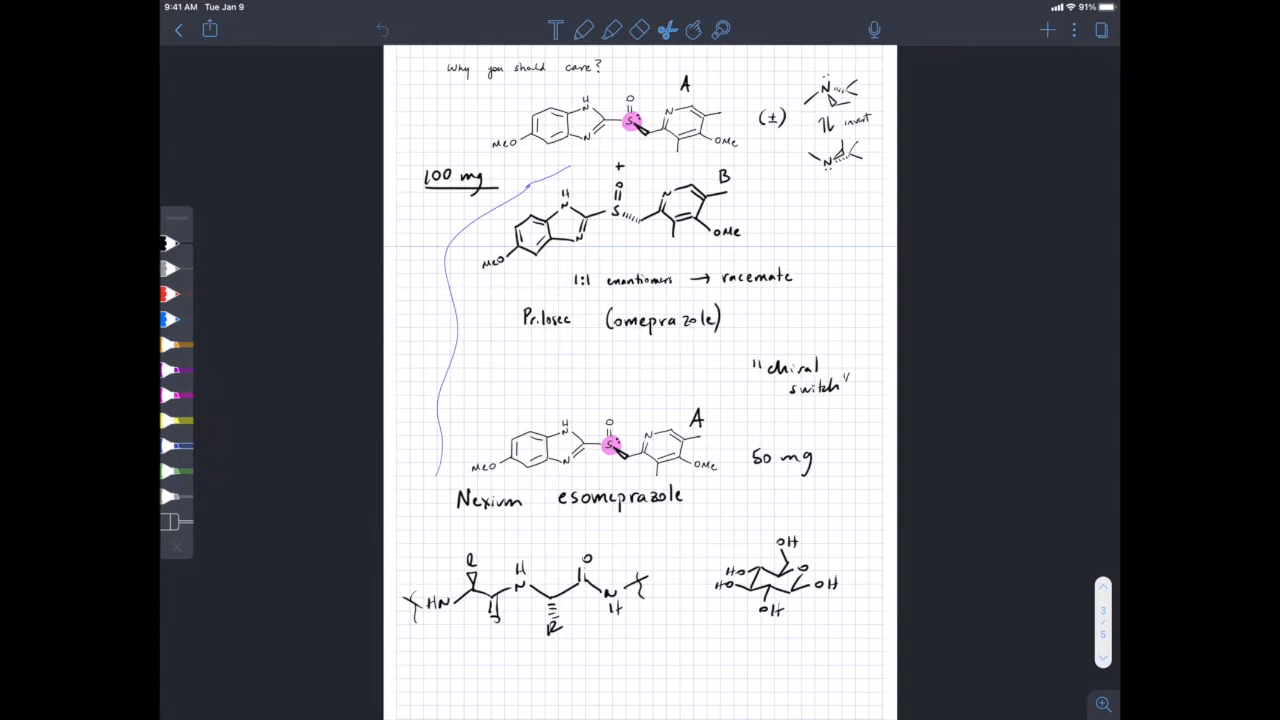 9:41 AM Tue Jan 9
91%
Why you should care?
A
H
N
N
MeO
O
S
N
OMe
(±)
N
invert
N
100 mg
+
B
H
N
N
MeO
O
S
N
OMe
1:1 enantiomers → racemate
Prilosec (omeprazole)
"chiral
switch"
A
H
N
N
MeO
O
S
N
OMe
50 mg
Nexium esomeprazole
R
HN
O
H
N
R
O
N
H
OH
HO
HO
O
OH
OH
3
/
5